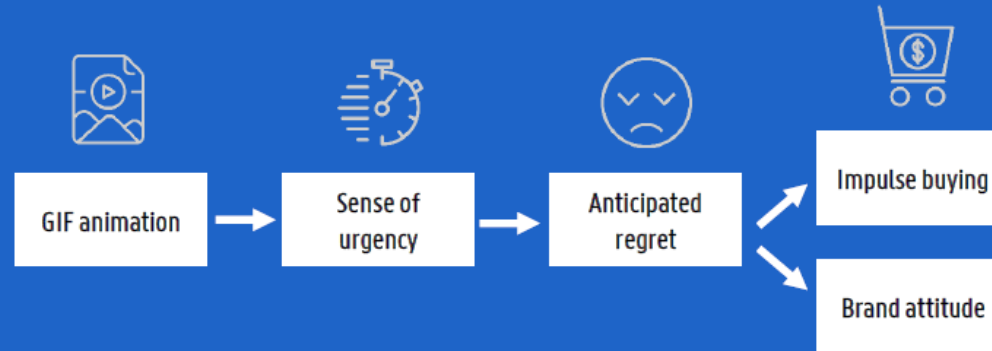 GIF animation
Sense of
urgency
Anticipated
regret
$
Impulse buying
Brand attitude